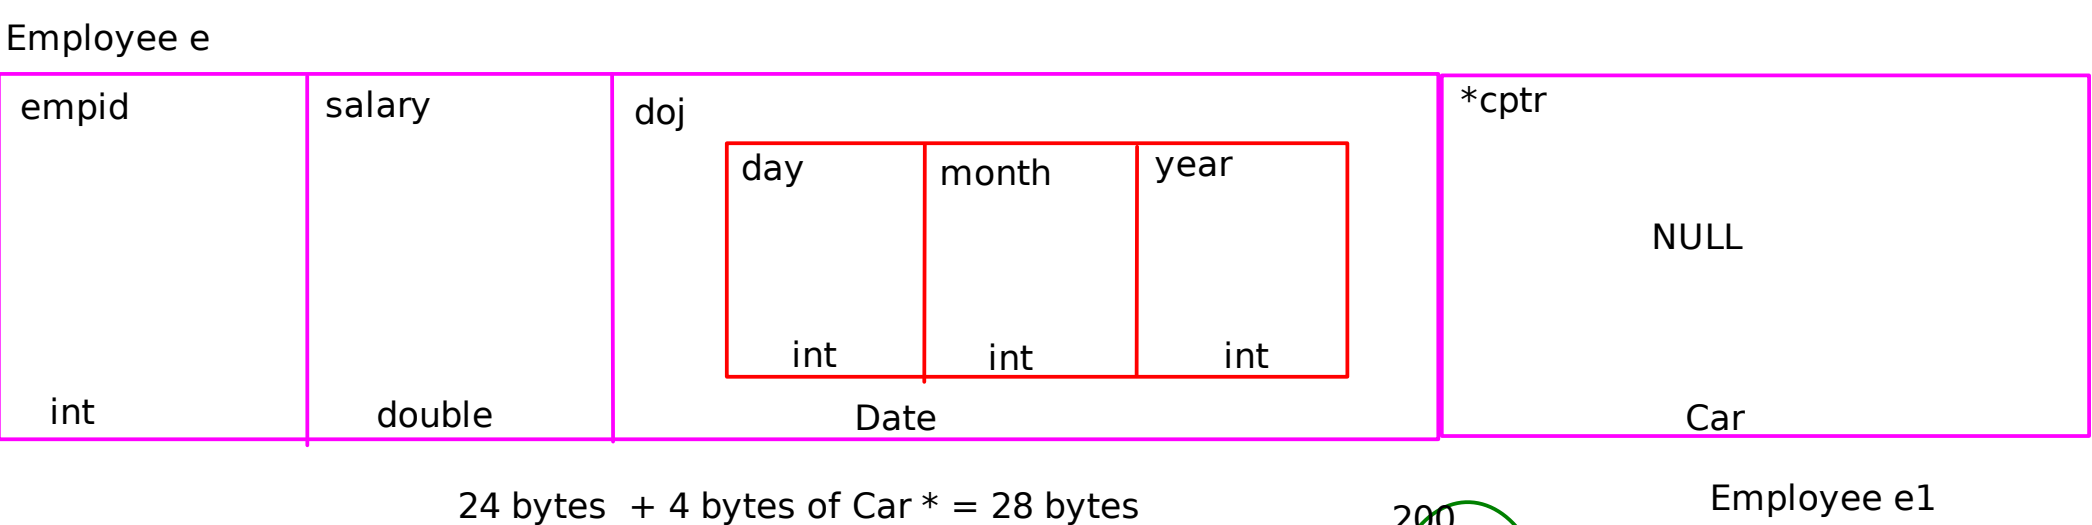 Employee e
empid
salary
doj
*cptr
day
month
year
NULL
int
int
int
int
double
Date
Car
24 bytes  + 4 bytes of Car * = 28 bytes
Employee e1
200